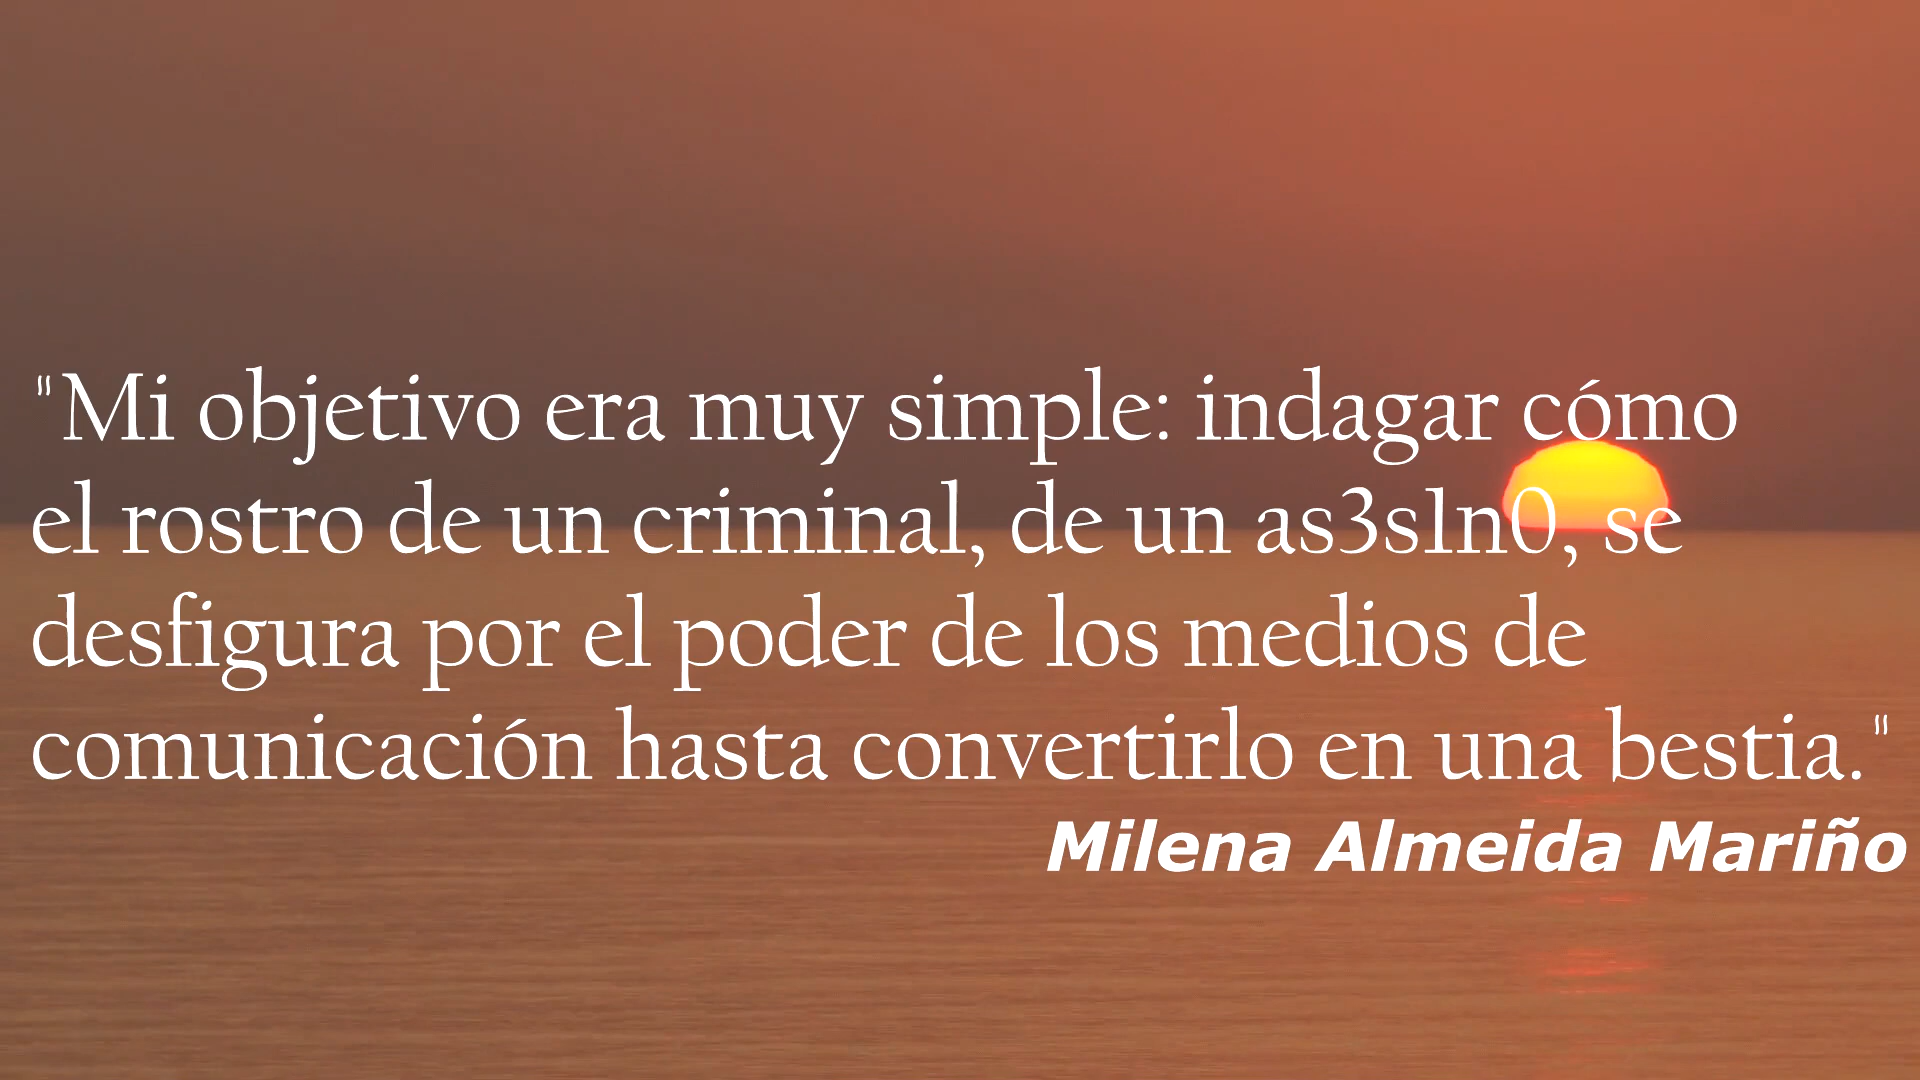 "Mi objetivo era muy simple: indagar cómo
el rostro de un criminal, de un as3s1n0, se
desfigura por el poder de los medios de
comunicación hasta convertirlo en una bestia."
Milena Almeida Mariño